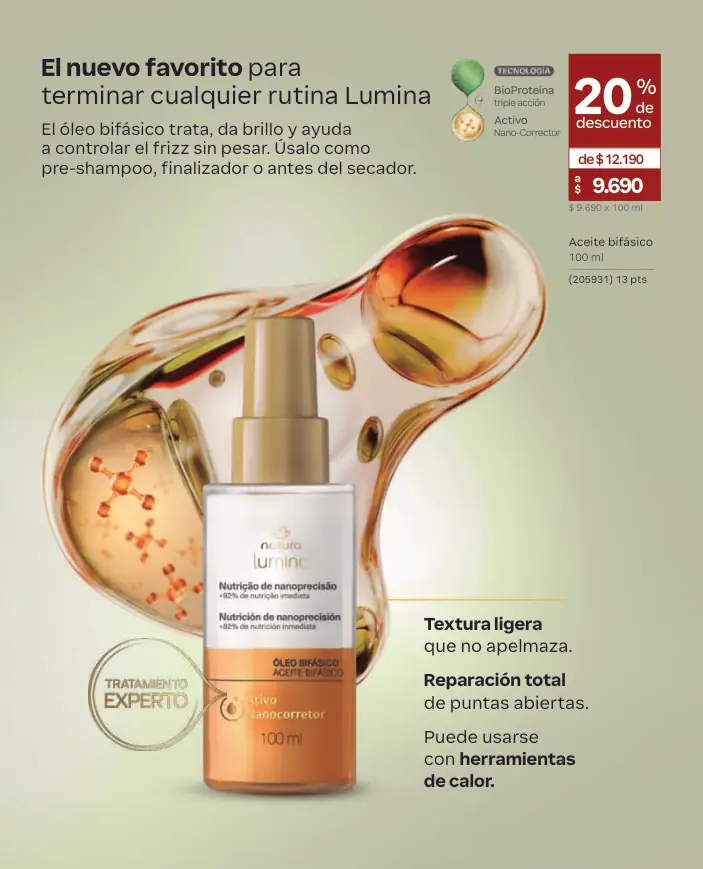 El nuevo favorito para
terminar cualquier rutina Lumina
El óleo bifásico trata, da brillo y ayuda
a controlar el frizz sin pesar. Úsalo como
pre-shampoo, finalizador o antes del secador.
TECNOLOGÍA
BioProteína
triple acción
Activo
Nano-Corrector
20% de
descuento
de $ 12.190
a $ 9.690
$ 9.690 x 100 ml
Aceite bifásico
100 ml
(205931) 13 pts
natura
lumina
Nutrição de nanoprecisão
+82% de nutrição imediata
Nutrición de nanoprecisión
+82% de nutrición inmediata
ÓLEO BIFÁSICO
ACEITE BIFÁSICO
Ativo
Nanocorretor
100 ml
TRATAMIENTO
EXPERTO
Textura ligera
que no apelmaza.
Reparación total
de puntas abiertas.
Puede usarse
con herramientas
de calor.